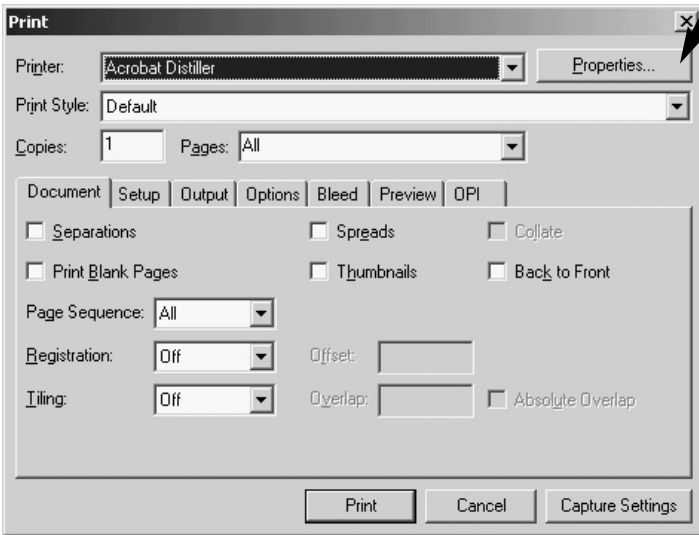 Print
Printer: Acrobat Distiller Properties...
Print Style: Default
Copies: 1 Pages: All
Document Setup Output Options Bleed Preview OPI
Separations Spreads Collate
Print Blank Pages Thumbnails Back to Front
Page Sequence: All
Registration: Off Offset:
Tiling: Off Overlap: Absolute Overlap
Print Cancel Capture Settings